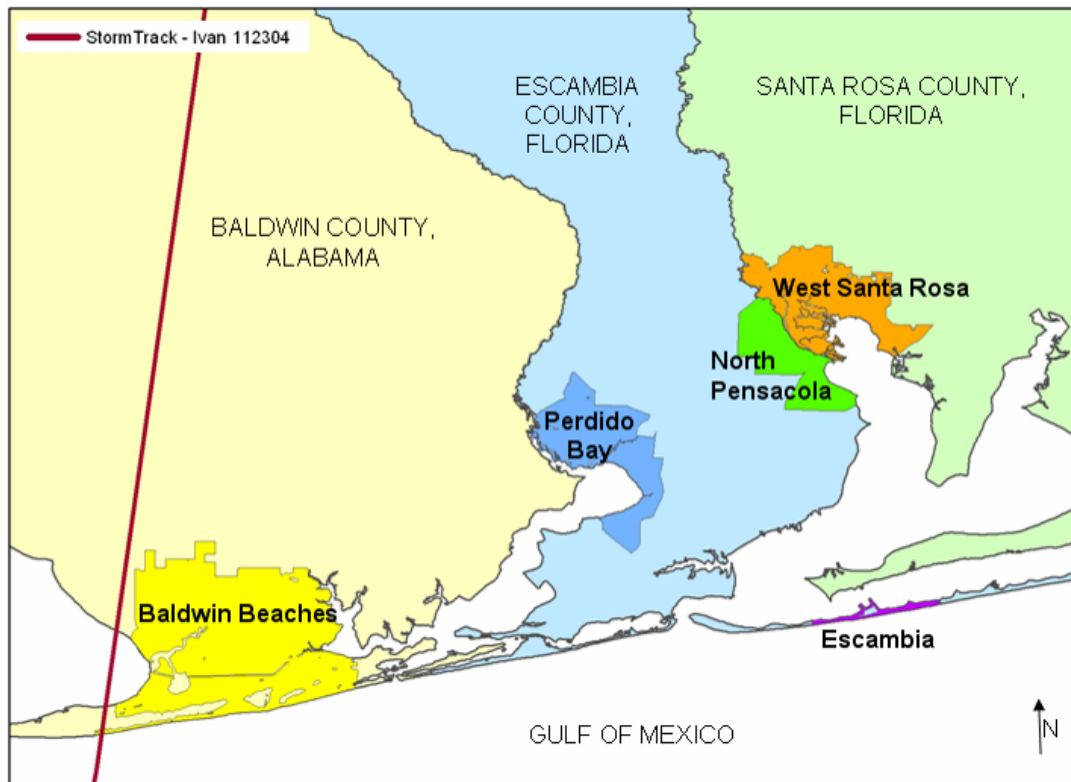 StormTrack - Ivan 112304
ESCAMBIA
COUNTY,
FLORIDA
SANTA ROSA COUNTY,
FLORIDA
BALDWIN COUNTY,
ALABAMA
West Santa Rosa
North
Pensacola
Perdido
Bay
Baldwin Beaches
Escambia
GULF OF MEXICO
N